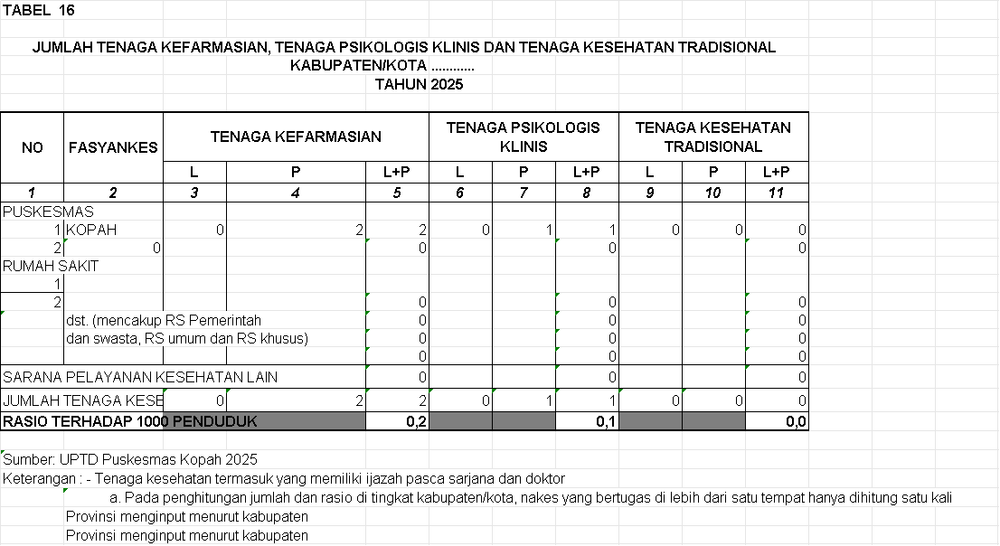 TABEL 16
JUMLAH TENAGA KEFARMASIAN, TENAGA PSIKOLOGIS KLINIS DAN TENAGA KESEHATAN TRADISIONAL
KABUPATEN/KOTA ............
TAHUN 2025
NO FASYANKES TENAGA KEFARMASIAN TENAGA PSIKOLOGIS KLINIS TENAGA KESEHATAN TRADISIONAL
L P L+P L P L+P L P L+P
1 2 3 4 5 6 7 8 9 10 11
PUSKESMAS
1 KOPAH 0 2 2 0 1 1 0 0 0
2 0 0 0 0
RUMAH SAKIT
1
2 0 0 0
dst. (mencakup RS Pemerintah 0 0 0
dan swasta, RS umum dan RS khusus) 0 0 0
0 0 0
SARANA PELAYANAN KESEHATAN LAIN 0 0 0
JUMLAH TENAGA KESE 0 2 2 0 1 1 0 0 0
RASIO TERHADAP 1000 PENDUDUK 0,2 0,1 0,0
Sumber: UPTD Puskesmas Kopah 2025
Keterangan : - Tenaga kesehatan termasuk yang memiliki ijazah pasca sarjana dan doktor
a. Pada penghitungan jumlah dan rasio di tingkat kabupaten/kota, nakes yang bertugas di lebih dari satu tempat hanya dihitung satu kali
Provinsi menginput menurut kabupaten
Provinsi menginput menurut kabupaten